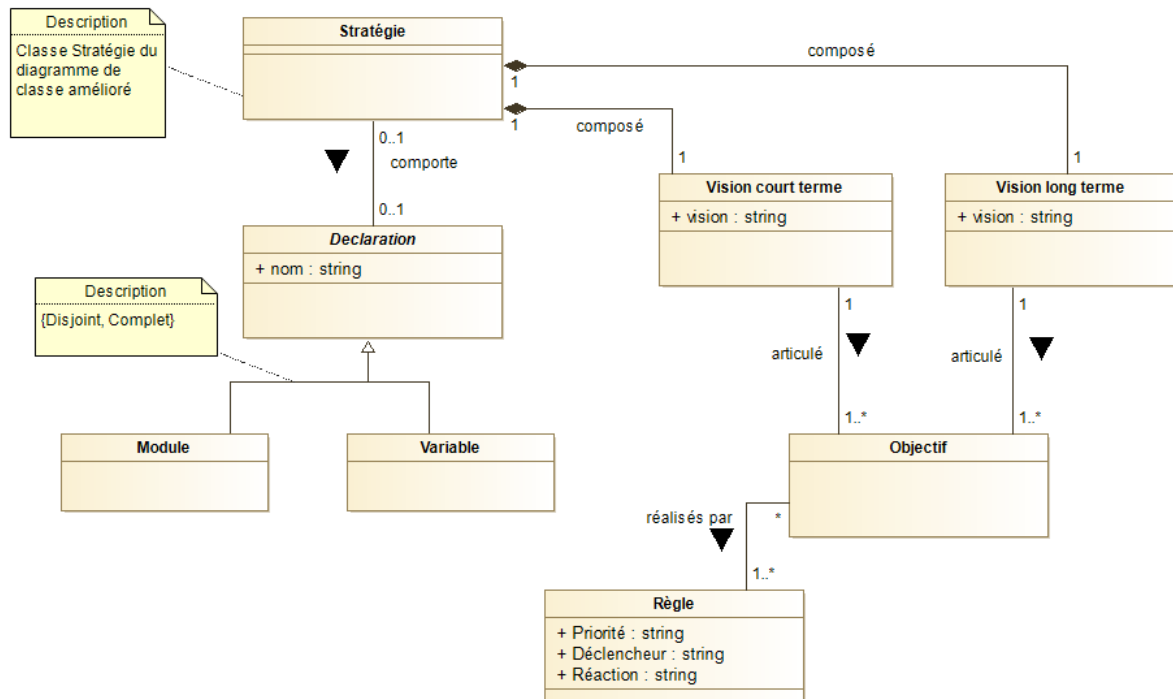 Description
Classe Stratégie du
diagramme de
classe amélioré
Stratégie
composé
1
1
composé
1
1
0..1
comporte
0..1
Vision court terme
+ vision : string
Vision long terme
+ vision : string
Declaration
+ nom : string
Description
{Disjoint, Complet}
1
articulé
1..*
1
articulé
1..*
Module
Variable
Objectif
réalisés par
*
1..*
Règle
+ Priorité : string
+ Déclencheur : string
+ Réaction : string